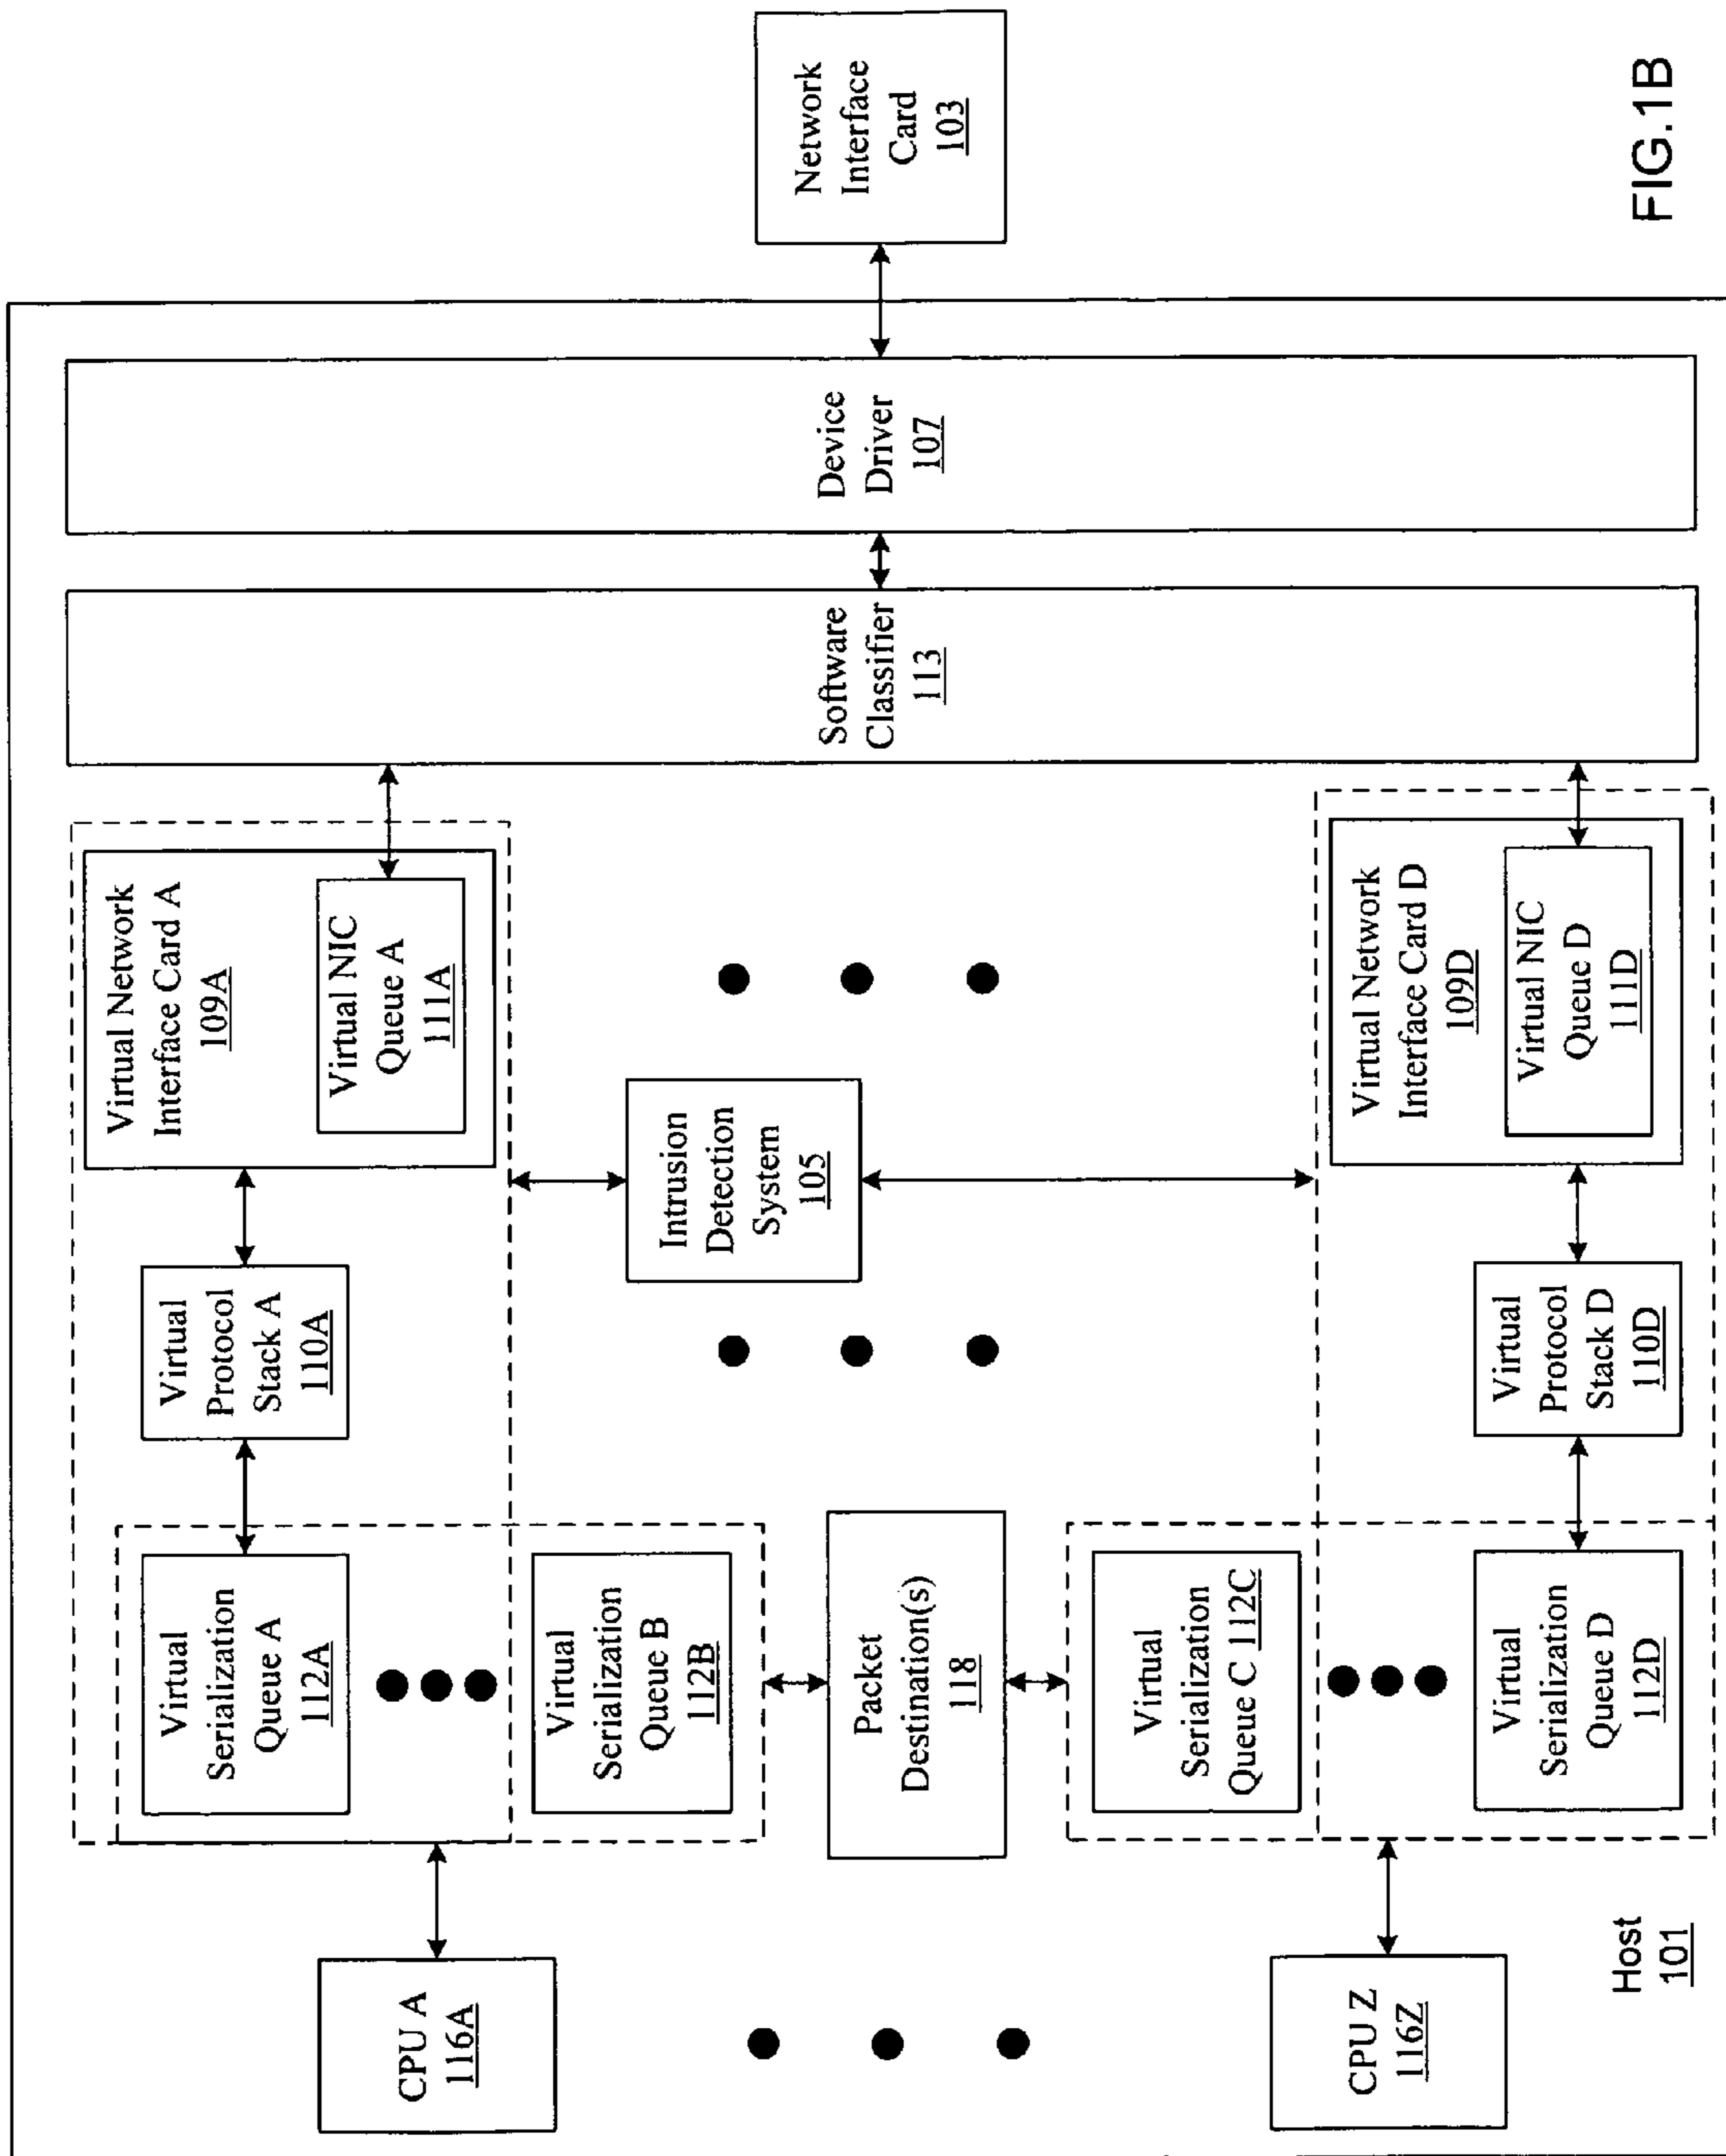 CPU A
116A
CPU Z
116Z
Host
101
Virtual
Serialization
Queue A
112A
Virtual
Serialization
Queue B
112B
Packet
Destination(s)
118
Virtual
Serialization
Queue C 112C
Virtual
Serialization
Queue D
112D
Virtual
Protocol
Stack A
110A
Virtual
Protocol
Stack D
110D
Intrusion
Detection
System
105
Virtual Network
Interface Card A
109A
Virtual NIC
Queue A
111A
Virtual Network
Interface Card D
109D
Virtual NIC
Queue D
111D
Software
Classifier
113
Device
Driver
107
Network
Interface
Card
103
FIG.1B